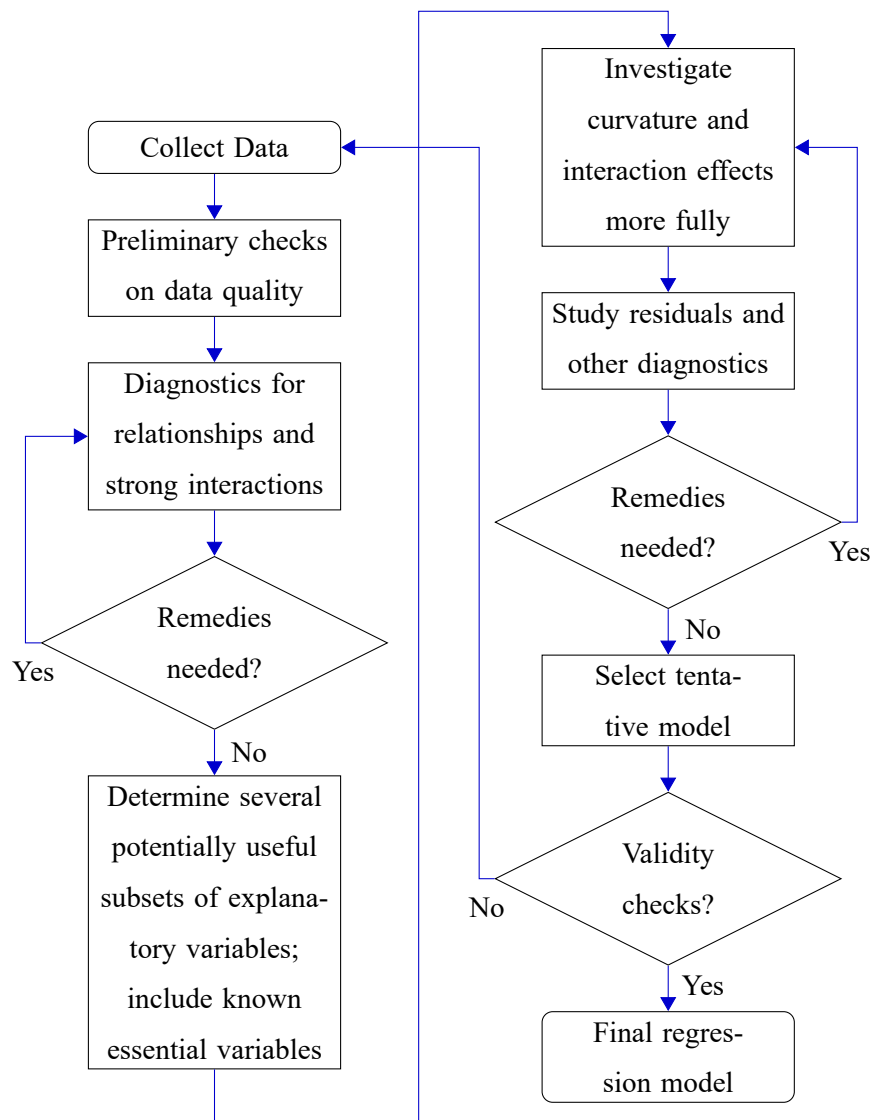 Collect Data
Preliminary checks
on data quality
Diagnostics for
relationships and
strong interactions
Remedies
needed?
Yes
No
Determine several
potentially useful
subsets of explana-
tory variables;
include known
essential variables
Investigate
curvature and
interaction effects
more fully
Study residuals and
other diagnostics
Remedies
needed?
Yes
No
Select tenta-
tive model
Validity
checks?
No
Yes
Final regres-
sion model